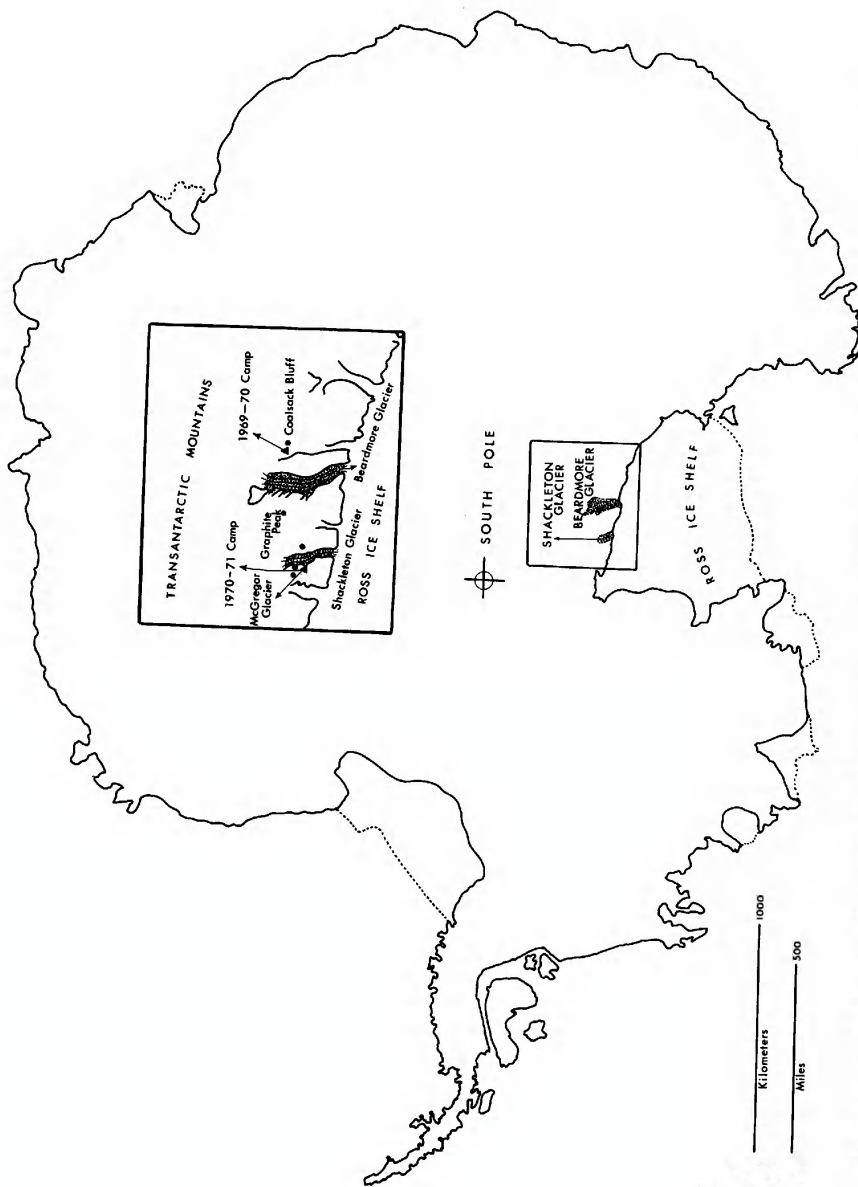 TRANSANTARCTIC MOUNTAINS
1969–70 Camp
Coalsack Bluff
Beardmore Glacier
1970–71 Camp
Graphite
Peak
McGregor
Glacier
Shackleton Glacier
ROSS ICE SHELF
SOUTH POLE
SHACKLETON
GLACIER
BEARDMORE
GLACIER
ROSS ICE SHELF
Kilometers 1000
Miles 500